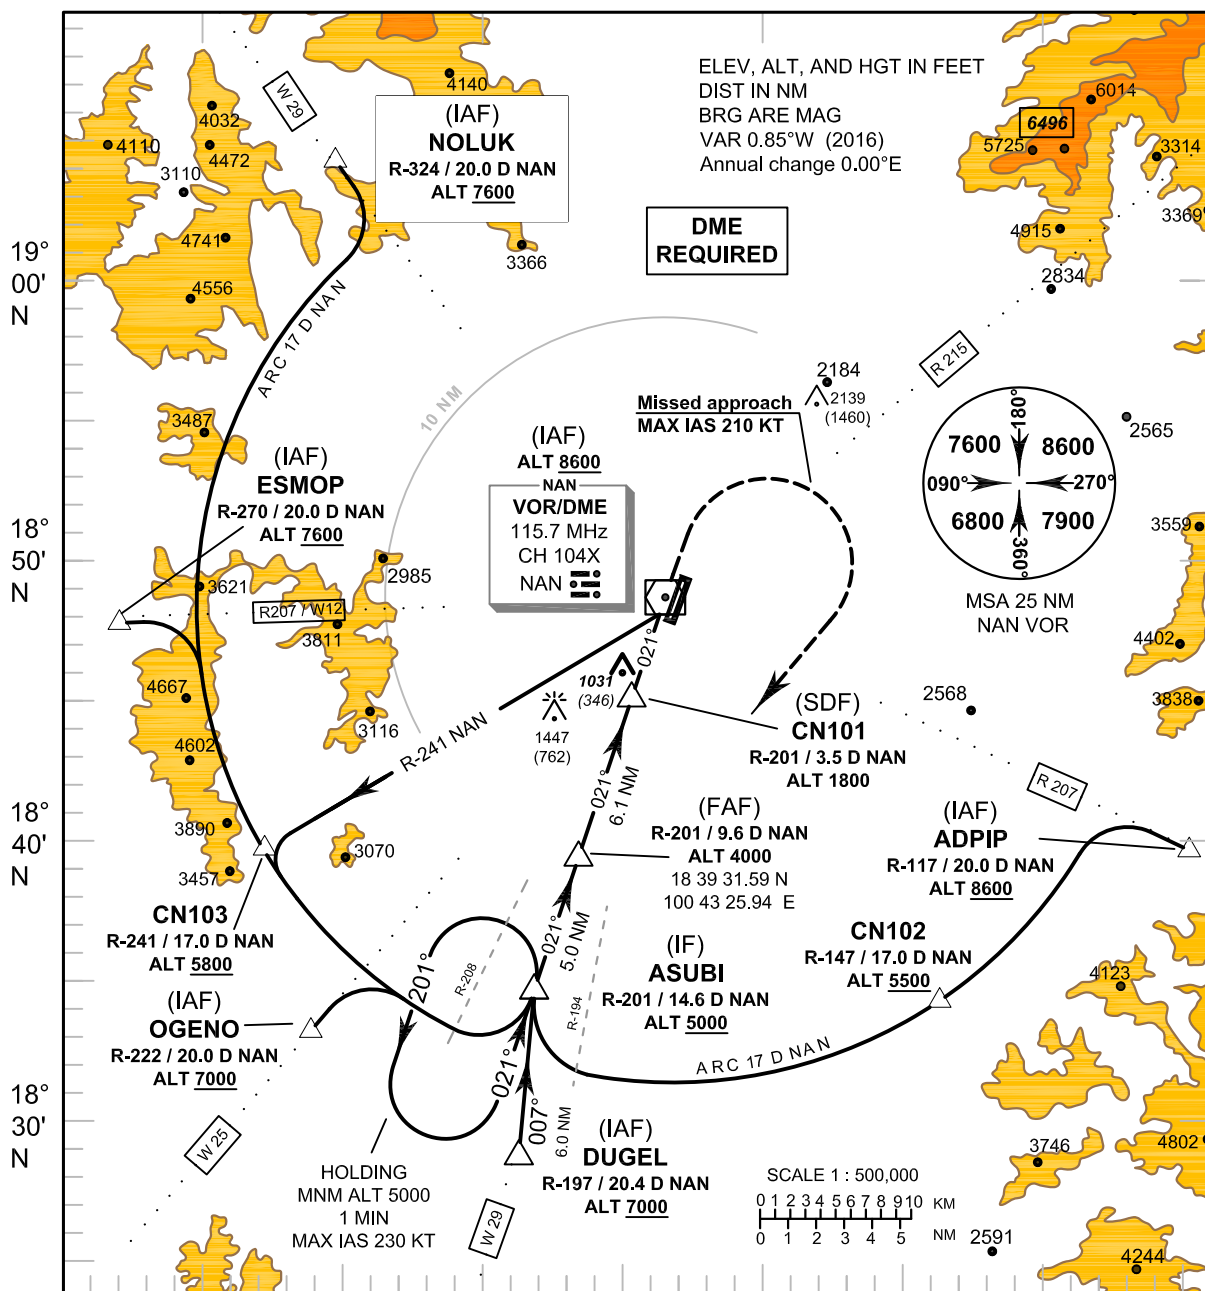 ELEV, ALT, AND HGT IN FEET
DIST IN NM
BRG ARE MAG
VAR 0.85°W (2016)
Annual change 0.00°E
DME
REQUIRED
(IAF)
NOLUK
R-324 / 20.0 D NAN
ALT 7600
W 29
4140
4032
4110
4472
3110
4741
4556
3366
6014
6496
5725
3314
3369
4915
2834
19°
00'
N
ARC 17 D NAN
10 NM
R 215
2184
2139
(1460)
Missed approach
MAX IAS 210 KT
3487
(IAF)
ESMOP
R-270 / 20.0 D NAN
ALT 7600
(IAF)
ALT 8600
NAN
VOR/DME
115.7 MHz
CH 104X
NAN
180°
7600
8600
090°
270°
6800
7900
360°
MSA 25 NM
NAN VOR
2565
3559
18°
50'
N
3621
2985
R207 / W12
3811
4402
3838
4667
3116
4602
021°
1031
(346)
1447
(762)
R-241 NAN
(SDF)
CN101
R-201 / 3.5 D NAN
ALT 1800
2568
R 207
021°
6.1 NM
(FAF)
R-201 / 9.6 D NAN
ALT 4000
18 39 31.59 N
100 43 25.94 E
(IAF)
ADPIP
R-117 / 20.0 D NAN
ALT 8600
18°
40'
N
3890
3070
3457
CN103
R-241 / 17.0 D NAN
ALT 5800
021°
5.0 NM
201°
R-208
R-194
(IF)
ASUBI
R-201 / 14.6 D NAN
ALT 5000
CN102
R-147 / 17.0 D NAN
ALT 5500
4123
(IAF)
OGENO
R-222 / 20.0 D NAN
ALT 7000
021°
007°
6.0 NM
ARC 17 D NAN
18°
30'
N
W 25
(IAF)
DUGEL
R-197 / 20.4 D NAN
ALT 7000
3746
4802
HOLDING
MNM ALT 5000
1 MIN
MAX IAS 230 KT
W 29
SCALE 1 : 500,000
0 1 2 3 4 5 6 7 8 9 10 KM
0 1 2 3 4 5 NM
2591
4244